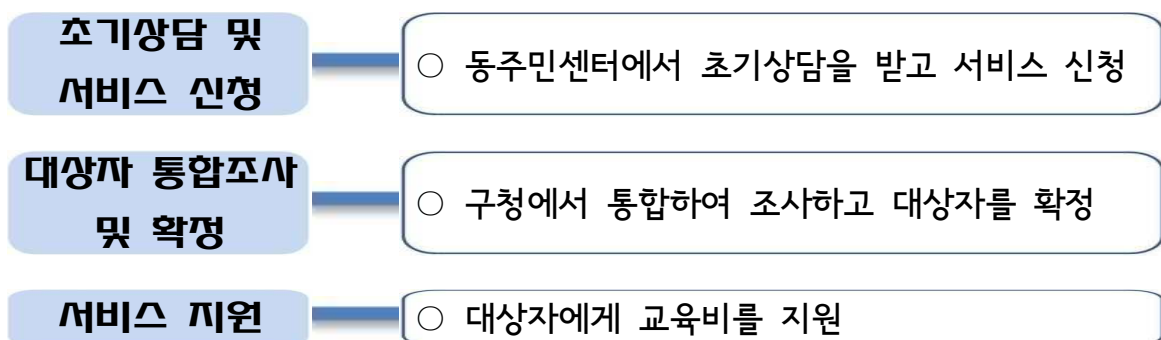 초기상담 및
서비스 신청
○ 동주민센터에서 초기상담을 받고 서비스 신청
대상자 통합조사
및 확정
○ 구청에서 통합하여 조사하고 대상자를 확정
서비스 지원
○ 대상자에게 교육비를 지원